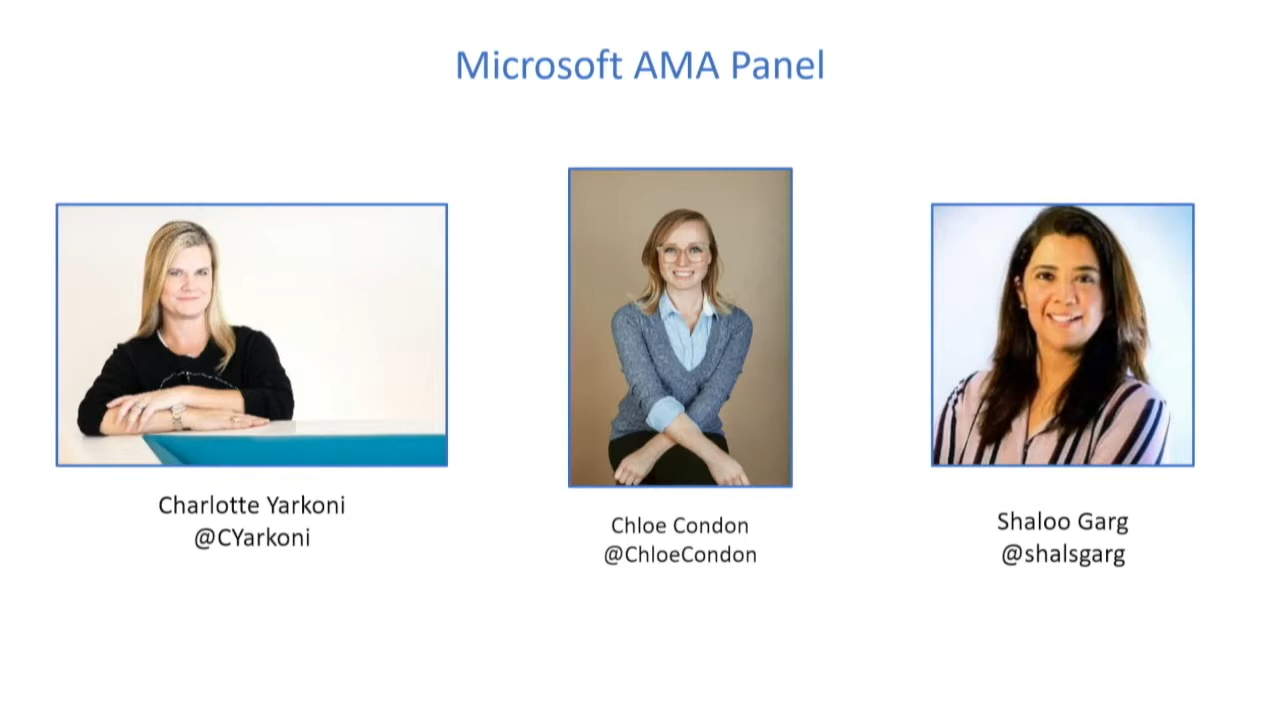 Microsoft AMA Panel
Charlotte Yarkoni
@CYarkoni
Chloe Condon
@ChloeCondon
Shaloo Garg
@shalsgarg